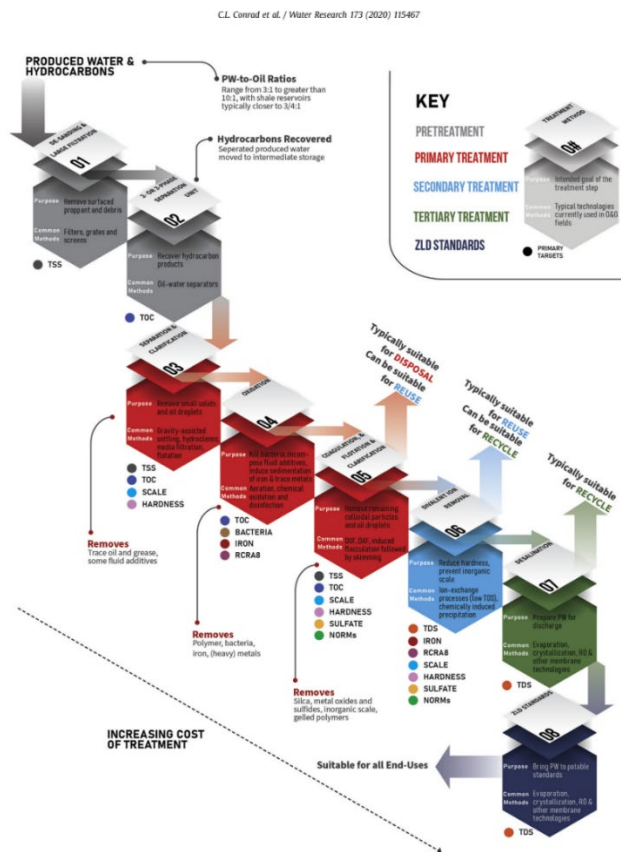 C.L. Conrad et al. / Water Research 173 (2020) 115467
PRODUCED WATER &
HYDROCARBONS
PW-to-Oil Ratios
Range from 3:1 to greater than
10:1, with shale reservoirs
typically closer to 3/4:1
Hydrocarbons Recovered
Seperated produced water
moved to intermediate storage
KEY
PRETREATMENT
PRIMARY TREATMENT
SECONDARY TREATMENT
TERTIARY TREATMENT
ZLD STANDARDS
TREATMENT
METHOD
0#
Purpose
Intended goal of the
treatment step
Common
Methods
Typical technologies
currently used in O&G
fields
PRIMARY
TARGETS
DE-SANDING &
LARGE FILTRATION
01
Purpose
Remove surfaced
proppant and debris
Common
Methods
Filters, grates and
screens
TSS
2- OR 3-PHASE
SEPARATION
UNIT
02
Purpose
Recover hydrocarbon
products
Common
Methods
Oil-water separators
TOC
SEPARATION &
CLARIFICATION
03
Purpose
Remove small solids
and oil droplets
Common
Methods
Gravity-assisted
settling, hydroclones,
media filtration,
flotation
TSS
TOC
SCALE
HARDNESS
Removes
Trace oil and grease,
some fluid additives
OXIDATION
04
Purpose
Kill bacteria, decom-
pose fluid additives,
induce sedimentation
of iron & trace metals
Common
Methods
Aeration, chemical
oxidation and
disinfection
TOC
BACTERIA
IRON
RCRA8
Removes
Polymer, bacteria,
iron, (heavy) metals
Typically suitable
for DISPOSAL
Can be suitable
for REUSE
COAGULATION, &
FLOTATION &
CLARIFICATION
05
Purpose
Remove remaining
colloidal particles
and oil droplets
Common
Methods
DGF, DAF, induced
flocculation followed
by skimming
TSS
TOC
SCALE
HARDNESS
SULFATE
NORMs
Removes
Silca, metal oxides and
sulfides, inorganic scale,
gelled polymers
Typically suitable
for REUSE
Can be suitable
for RECYCLE
DIVALENT ION
REMOVAL
06
Purpose
Reduce hardness,
prevent inorganic
scale
Common
Methods
Ion-exchange
processes (low TDS),
chemically induced
precipitation
TDS
IRON
RCRA8
SCALE
HARDNESS
SULFATE
NORMs
Typically suitable
for RECYCLE
DESALINATION
07
Purpose
Prepare PW for
discharge
Common
Methods
Evaporation,
crystallization, RO &
other membrane
technologies
TDS
ZLD STANDARDS
08
Purpose
Bring PW to potable
standards
Common
Methods
Evaporation,
crystallization, RO &
other membrane
technologies
TDS
Suitable for all End-Uses
INCREASING COST
OF TREATMENT